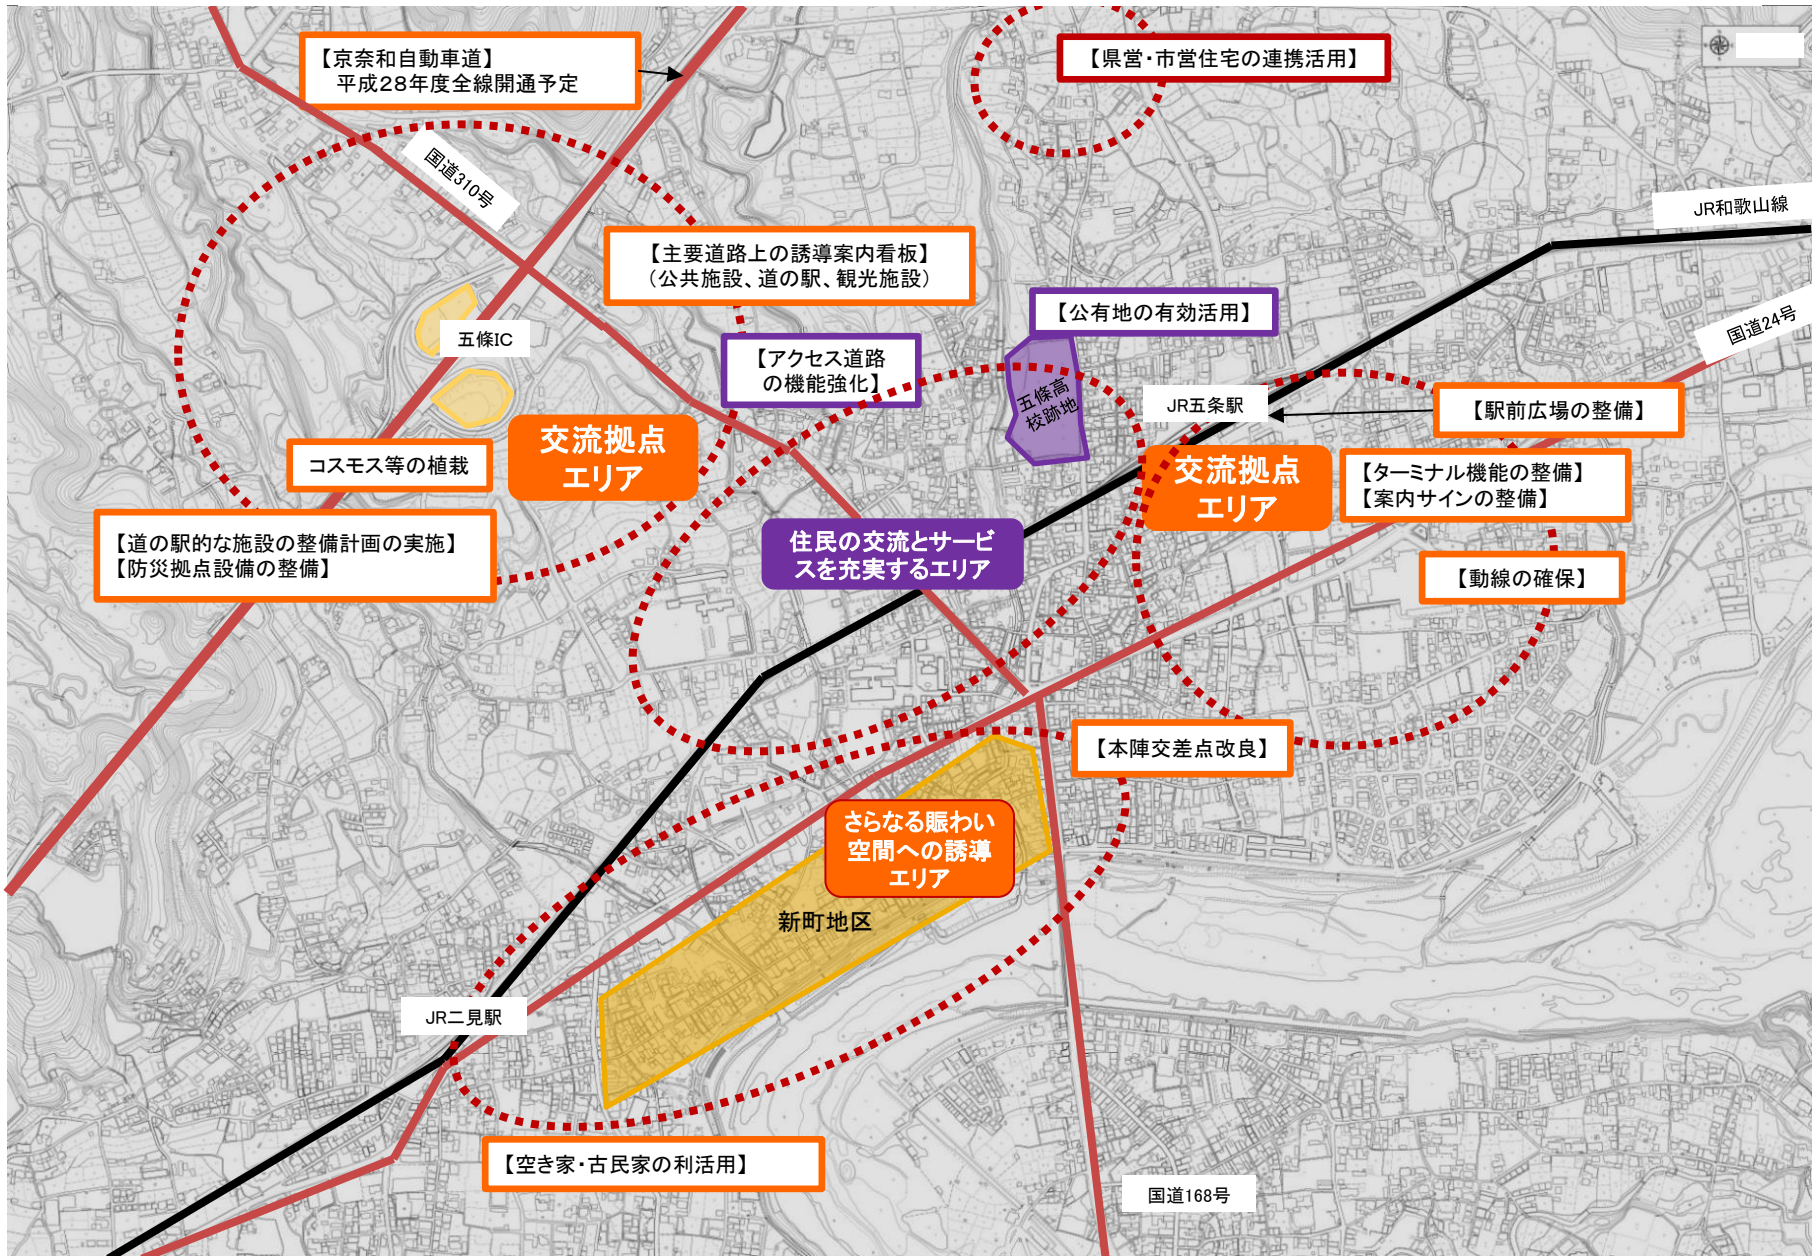 【京奈和自動車道】
平成28年度全線開通予定
【県営・市営住宅の連携活用】
国道310号
JR和歌山線
【主要道路上の誘導案内看板】
（公共施設、道の駅、観光施設）
【公有地の有効活用】
国道24号
五條IC
【アクセス道路
の機能強化】
五條高
校跡地
JR五条駅
【駅前広場の整備】
交流拠点
エリア
コスモス等の植栽
交流拠点
エリア
【ターミナル機能の整備】
【案内サインの整備】
【道の駅的な施設の整備計画の実施】
【防災拠点設備の整備】
住民の交流とサービ
スを充実するエリア
【動線の確保】
【本陣交差点改良】
さらなる賑わい
空間への誘導
エリア
新町地区
JR二見駅
【空き家・古民家の利活用】
国道168号